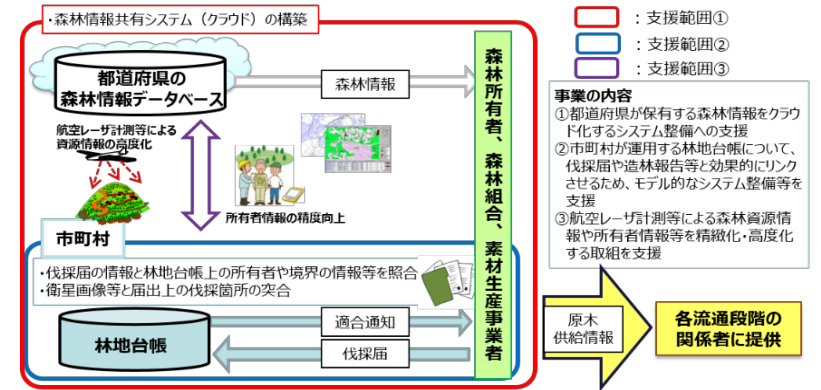 ・森林情報共有システム（クラウド）の構築
都道府県の
森林情報データベース
森林情報
航空レーザ計測等による
資源情報の高度化
所有者情報の精度向上
市町村
・伐採届の情報と林地台帳上の所有者や境界の情報等を照合
・衛星画像等と届出上の伐採箇所の突合
林地台帳
適合通知
伐採届
森林所有者、森林組合、素材生産事業者
：支援範囲①
：支援範囲②
：支援範囲③
事業の内容
①都道府県が保有する森林情報をクラウ
ド化するシステム整備への支援
②市町村が運用する林地台帳について、
伐採届や造林報告等と効果的にリンク
させるため、モデル的なシステム整備等を
支援
③航空レーザ計測等による森林資源情
報や所有者情報等を精緻化・高度化
する取組を支援
原木
供給情報
各流通段階の
関係者に提供